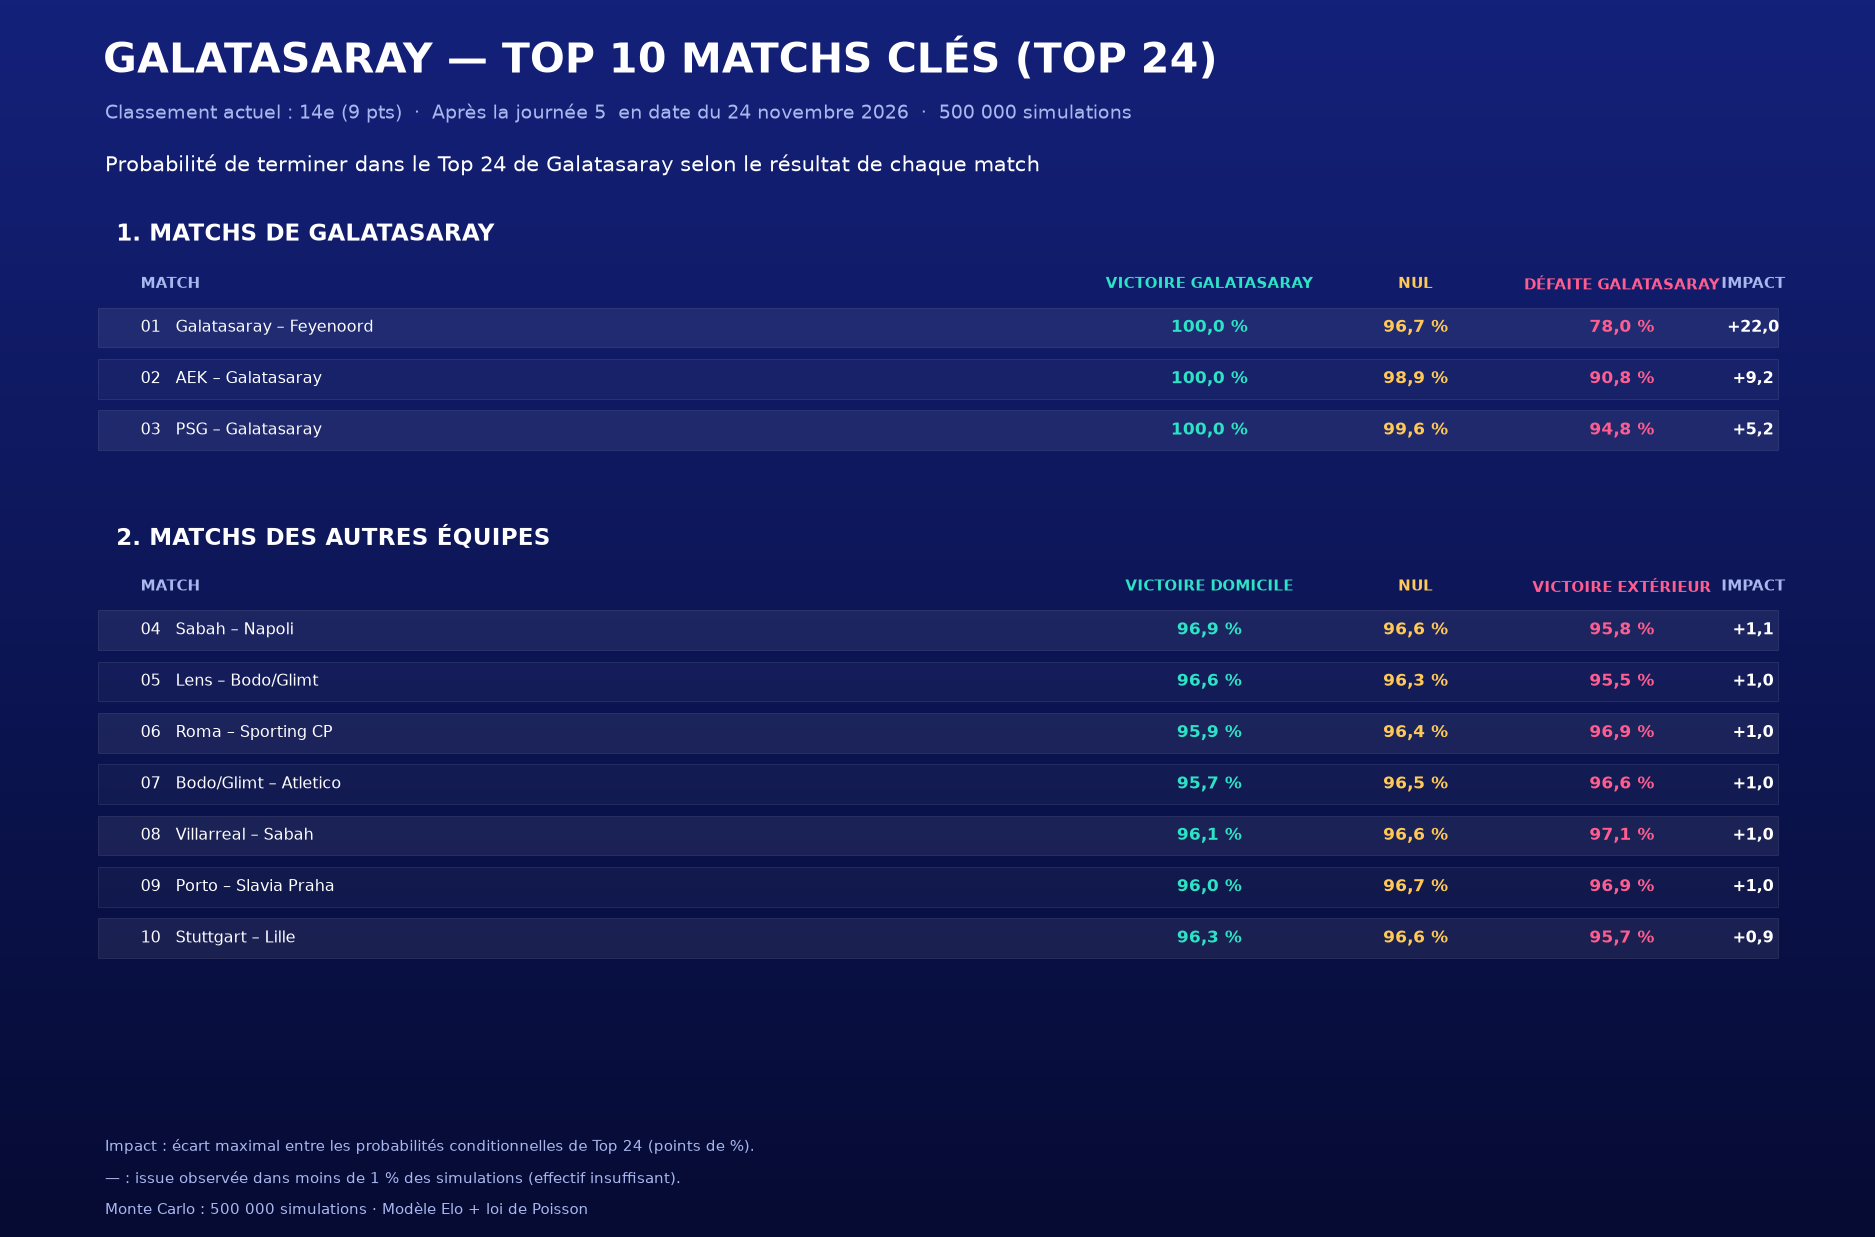 GALATASARAY — TOP 10 MATCHS CLÉS (TOP 24)
Classement actuel : 14e (9 pts) · Après la journée 5 en date du 24 novembre 2026 · 500 000 simulations
Probabilité de terminer dans le Top 24 de Galatasaray selon le résultat de chaque match
1. MATCHS DE GALATASARAY
MATCH VICTOIRE GALATASARAY NUL DÉFAITE GALATASARAY IMPACT
01 Galatasaray – Feyenoord 100,0 % 96,7 % 78,0 % +22,0
02 AEK – Galatasaray 100,0 % 98,9 % 90,8 % +9,2
03 PSG – Galatasaray 100,0 % 99,6 % 94,8 % +5,2
2. MATCHS DES AUTRES ÉQUIPES
MATCH VICTOIRE DOMICILE NUL VICTOIRE EXTÉRIEUR IMPACT
04 Sabah – Napoli 96,9 % 96,6 % 95,8 % +1,1
05 Lens – Bodo/Glimt 96,6 % 96,3 % 95,5 % +1,0
06 Roma – Sporting CP 95,9 % 96,4 % 96,9 % +1,0
07 Bodo/Glimt – Atletico 95,7 % 96,5 % 96,6 % +1,0
08 Villarreal – Sabah 96,1 % 96,6 % 97,1 % +1,0
09 Porto – Slavia Praha 96,0 % 96,7 % 96,9 % +1,0
10 Stuttgart – Lille 96,3 % 96,6 % 95,7 % +0,9
Impact : écart maximal entre les probabilités conditionnelles de Top 24 (points de %).
— : issue observée dans moins de 1 % des simulations (effectif insuffisant).
Monte Carlo : 500 000 simulations · Modèle Elo + loi de Poisson